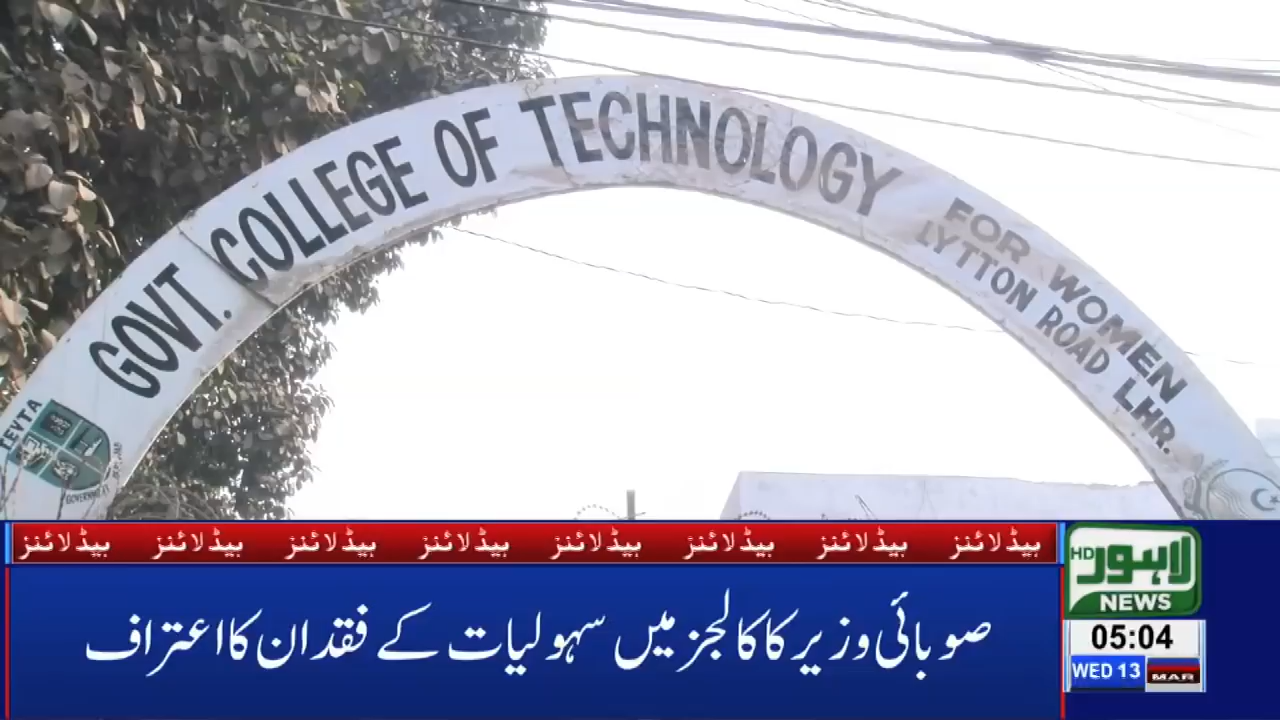 GOVT. COLLEGE OF TECHNOLOGY
FOR WOMEN
LYTTON ROAD LHR.
TEVTA
GOVERNMENT
ہیڈلائنز ہیڈلائنز ہیڈلائنز ہیڈلائنز ہیڈلائنز ہیڈلائنز ہیڈلائنز ہیڈلائنز
صوبائی وزیر کا کالجز میں سہولیات کے فقدان کا اعتراف
HD لاہور
NEWS
05:04
WED 13 MAR